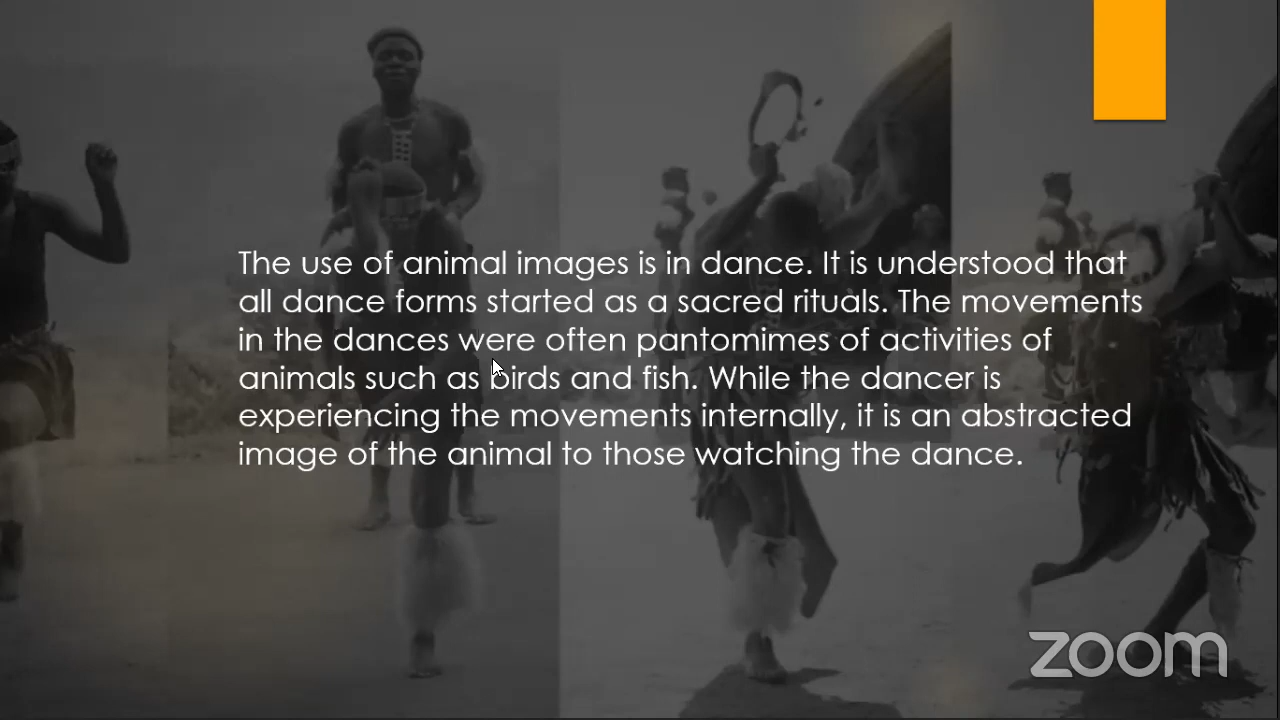 The use of animal images is in dance. It is understood that
all dance forms started as a sacred rituals. The movements
in the dances were often pantomimes of activities of
animals such as birds and fish. While the dancer is
experiencing the movements internally, it is an abstracted
image of the animal to those watching the dance.
zoom